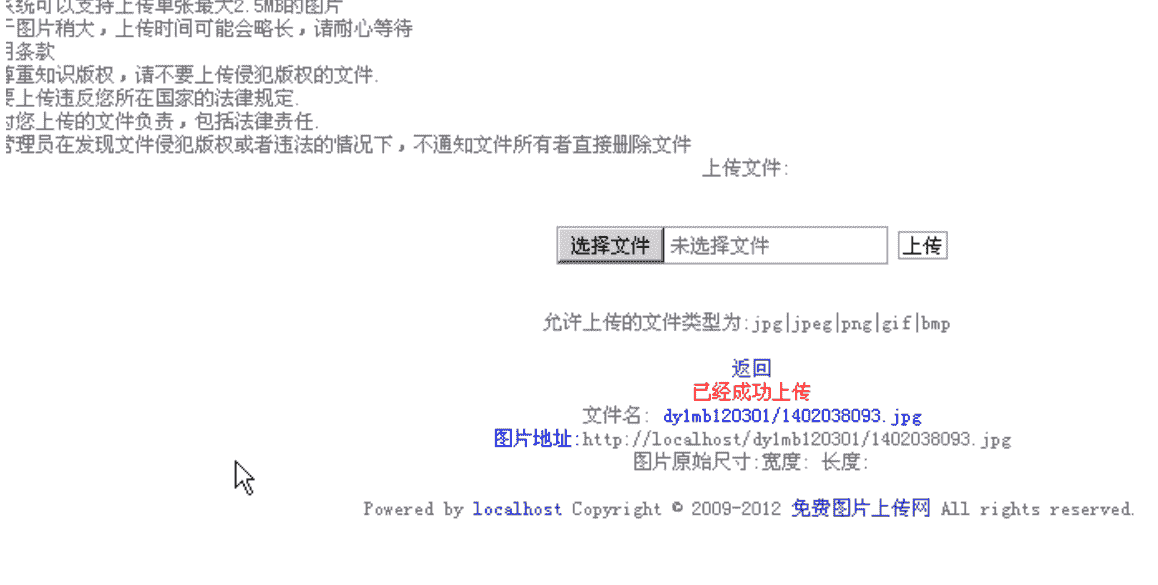 统可以支持上传单张最大2.5MB的图片
图片稍大，上传时间可能会略长，请耐心等待
条款
重知识版权，请不要上传侵犯版权的文件.
上传违反您所在国家的法律规定.
您上传的文件负责，包括法律责任.
管理员在发现文件侵犯版权或者违法的情况下，不通知文件所有者直接删除文件
上传文件:
选择文件 未选择文件 上传
允许上传的文件类型为:jpg|jpeg|png|gif|bmp
返回
已经成功上传
文件名: dylmb120301/1402038093.jpg
图片地址:http://localhost/dylmb120301/1402038093.jpg
图片原始尺寸:宽度: 长度:
Powered by localhost Copyright © 2009-2012 免费图片上传网 All rights reserved.